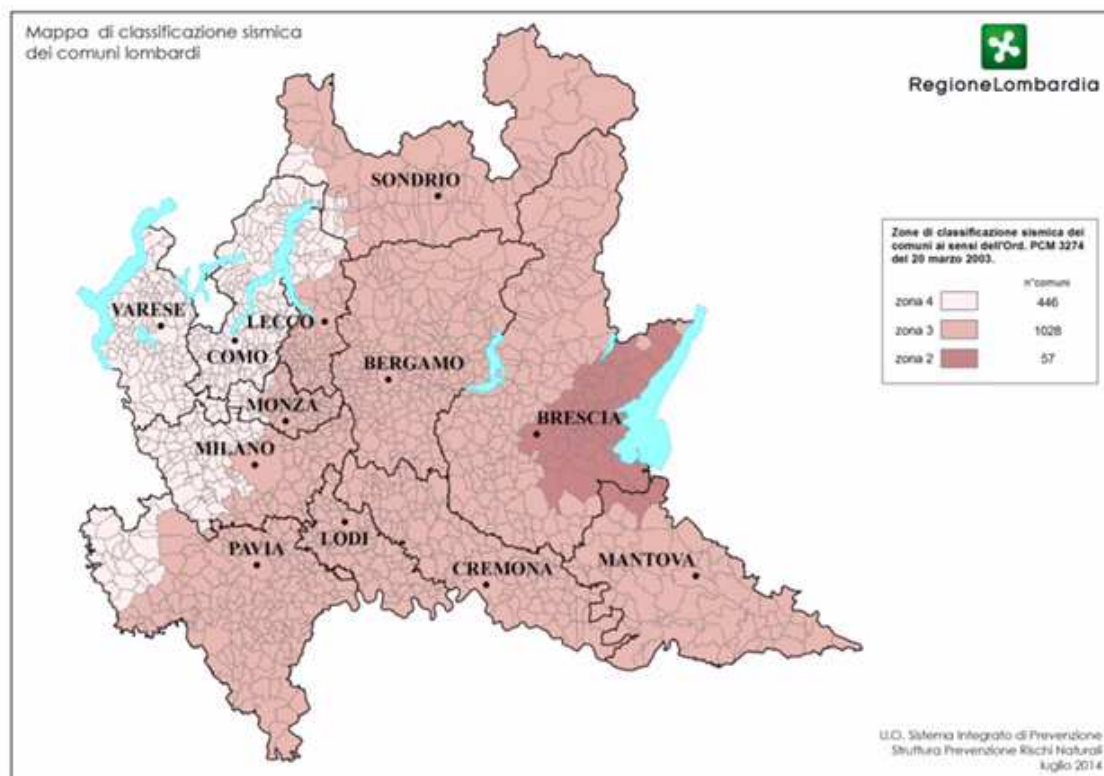 Mappa di classificazione sismica
dei comuni lombardi
RegioneLombardia
SONDRIO
VARESE
LECCO
COMO
BERGAMO
MONZA
BRESCIA
MILANO
LODI
PAVIA
CREMONA
MANTOVA
Zone di classificazione sismica dei
comuni ai sensi dell'Ord. PCM 3274
del 20 marzo 2003.
n°comuni
zona 4 446
zona 3 1028
zona 2 57
U.O. Sistema Integrato di Prevenzione
Struttura Prevenzione Rischi Naturali
luglio 2014